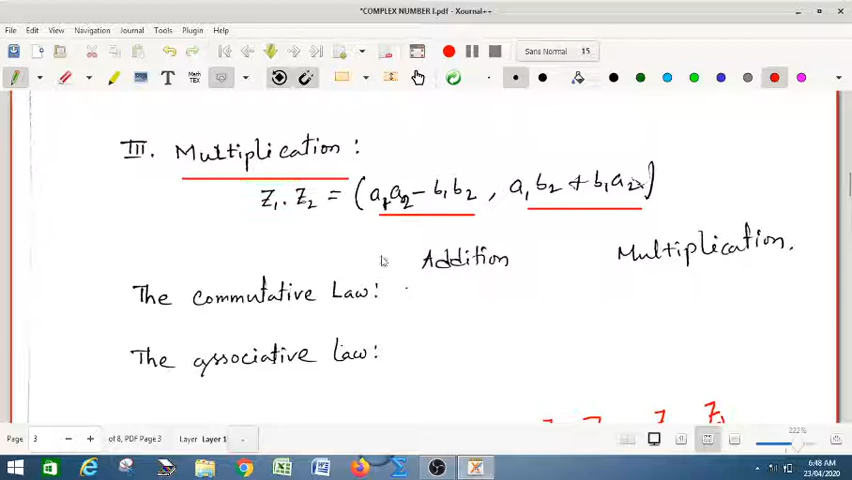 *COMPLEX NUMBER I.pdf - Xournal++
File Edit View Navigation Journal Tools Plugin Help
Sans Normal 15
T Math TEX
III. Multiplication:
Z₁. Z₂ = (a₁a₂ - b₁b₂, a₁b₂ + b₁a₂)
Addition Multiplication.
The commutative Law:
The associative law:
Page 3 of 8, PDF Page 3 Layer Layer 1 222%
6:48 AM
23/04/2020